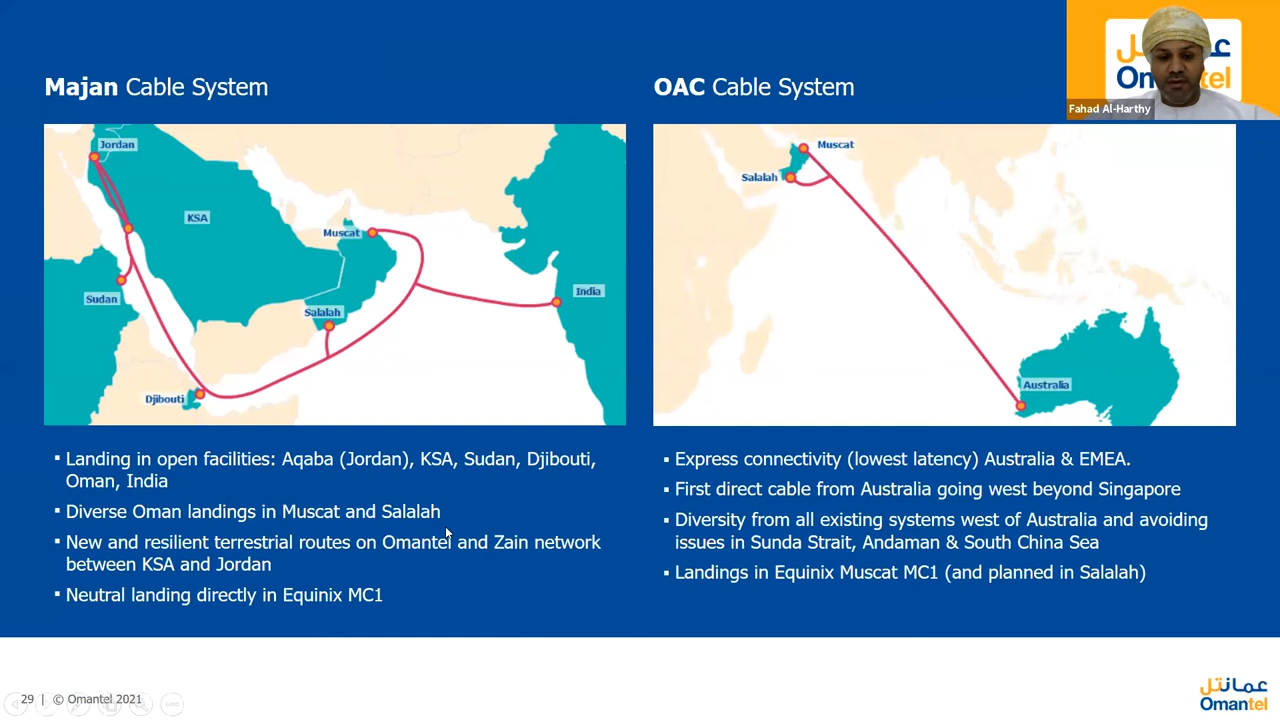 Majan Cable System
Jordan
KSA
Muscat
Sudan
India
Salalah
Djibouti
▪ Landing in open facilities: Aqaba (Jordan), KSA, Sudan, Djibouti,
Oman, India
▪ Diverse Oman landings in Muscat and Salalah
▪ New and resilient terrestrial routes on Omantel and Zain network
between KSA and Jordan
▪ Neutral landing directly in Equinix MC1
OAC Cable System
Muscat
Salalah
Australia
▪ Express connectivity (lowest latency) Australia & EMEA.
▪ First direct cable from Australia going west beyond Singapore
▪ Diversity from all existing systems west of Australia and avoiding
issues in Sunda Strait, Andaman & South China Sea
▪ Landings in Equinix Muscat MC1 (and planned in Salalah)
Fahad Al-Harthy
29 | © Omantel 2021
عمانتل
Omantel